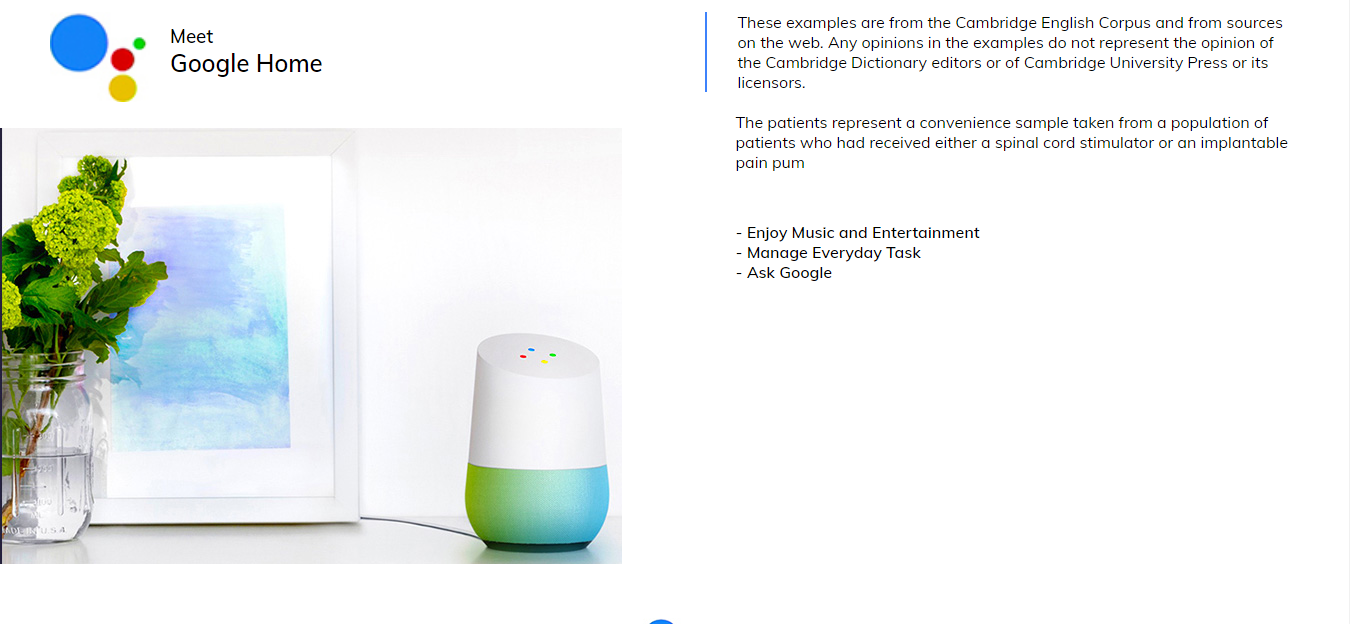 Meet
Google Home
These examples are from the Cambridge English Corpus and from sources
on the web. Any opinions in the examples do not represent the opinion of
the Cambridge Dictionary editors or of Cambridge University Press or its
licensors.
The patients represent a convenience sample taken from a population of
patients who had received either a spinal cord stimulator or an implantable
pain pum
- Enjoy Music and Entertainment
- Manage Everyday Task
- Ask Google